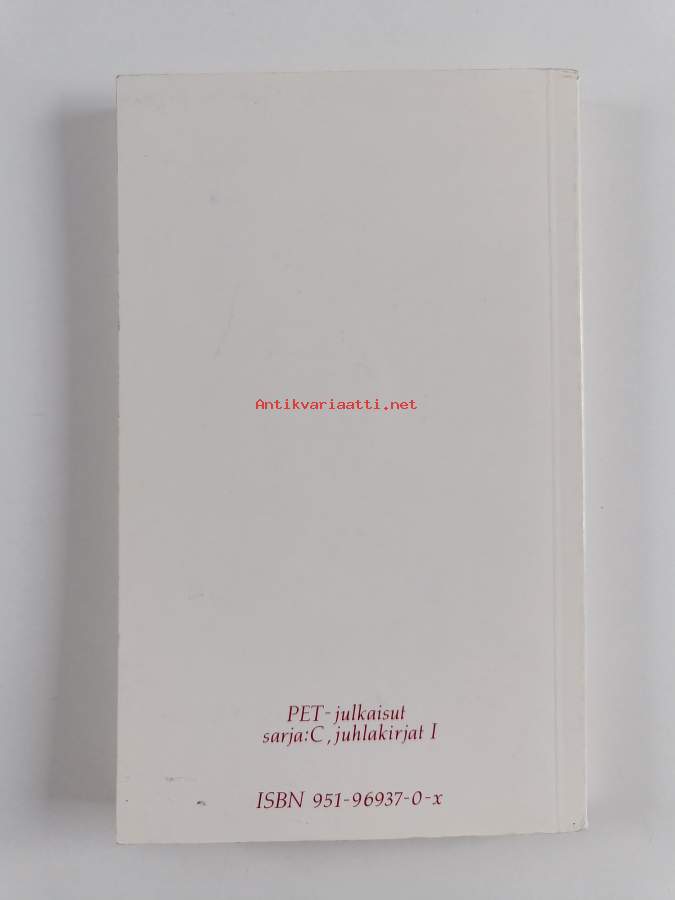 Antikvariaatti.net
PET-julkaisut
sarja:C, juhlakirjat I
ISBN 951-96937-0-x